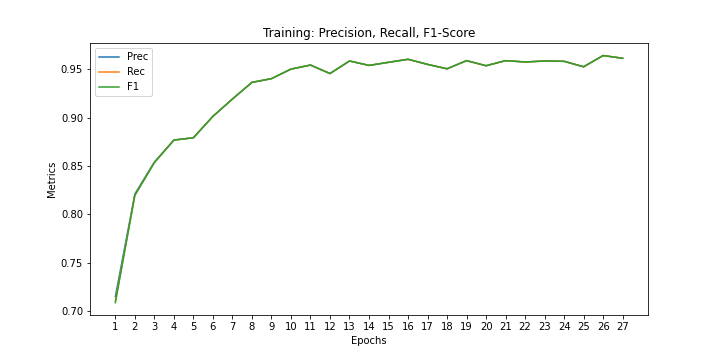 Training: Precision, Recall, F1-Score
Prec
Rec
F1
Metrics
0.95
0.90
0.85
0.80
0.75
0.70
1 2 3 4 5 6 7 8 9 10 11 12 13 14 15 16 17 18 19 20 21 22 23 24 25 26 27
Epochs